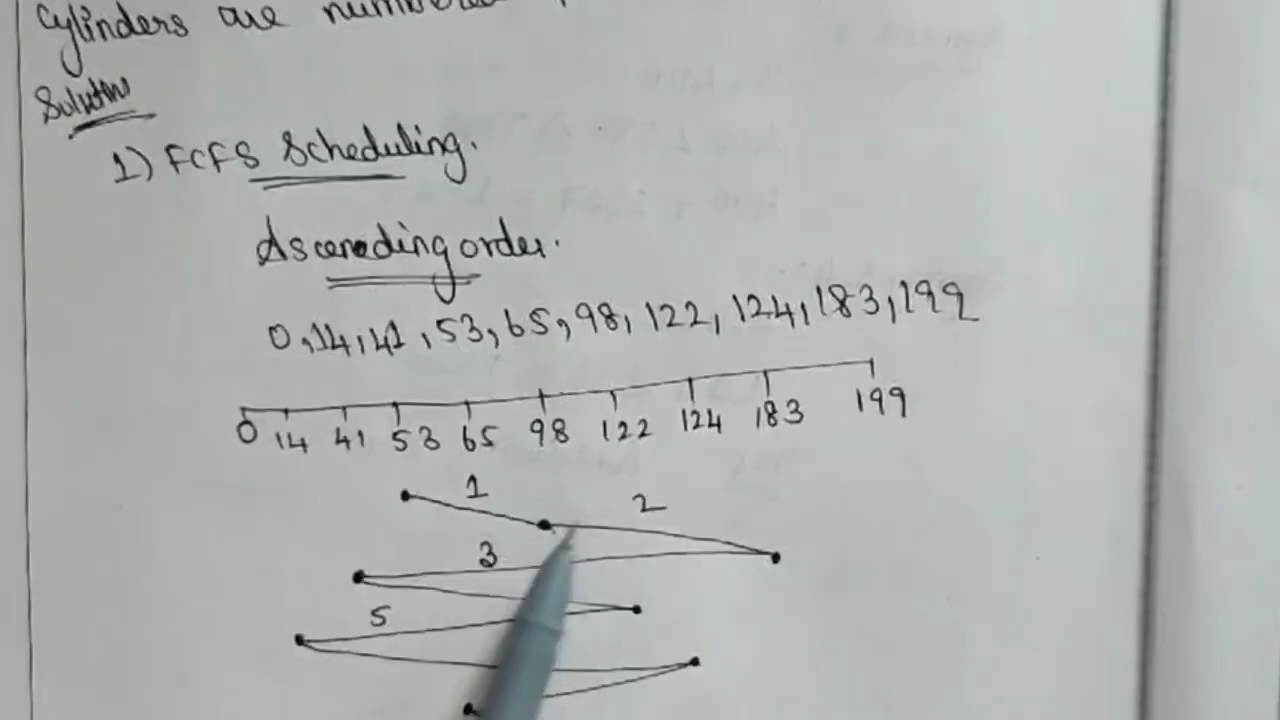 Cylinders are numbered
Solution
1) FCFS Scheduling.
Ascending order.
0, 14, 41, 53, 65, 98, 122, 124, 183, 199
0 14 41 53 65 98 122 124 183 199
1 2
3
5